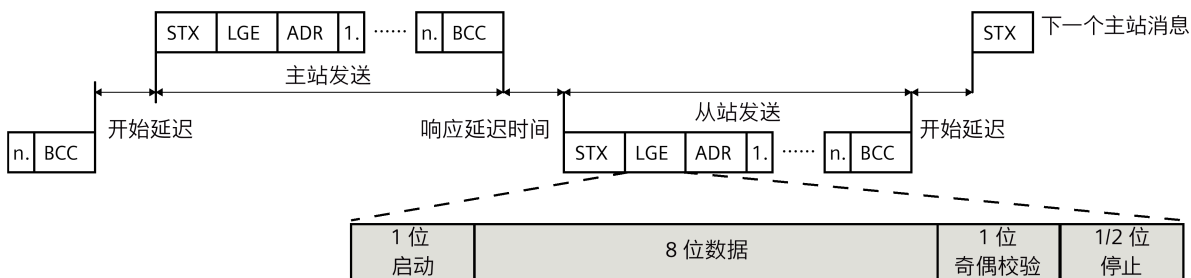 STX LGE ADR 1. ······ n. BCC
STX 下一个主站消息
主站发送
开始延迟
响应延迟时间
从站发送
开始延迟
n. BCC
STX LGE ADR 1. ······ n. BCC
1 位
启动
8 位数据
1 位
奇偶校验
1/2 位
停止